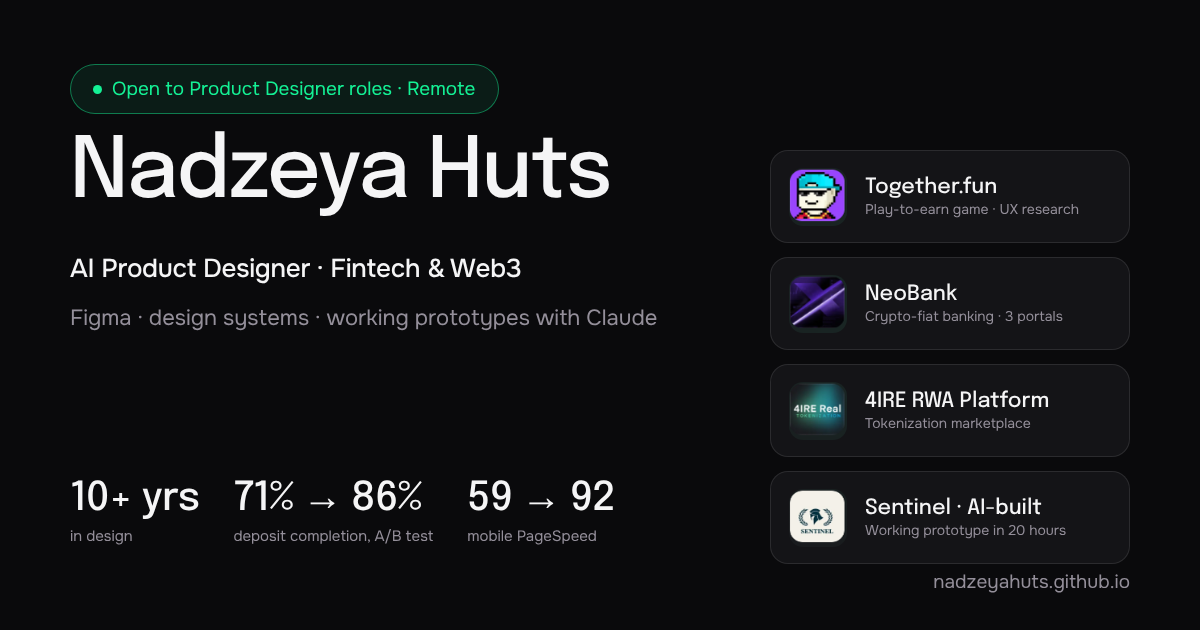 Open to Product Designer roles · Remote
Nadzeya Huts
AI Product Designer · Fintech & Web3
Figma · design systems · working prototypes with Claude
10+ yrs
in design
71% → 86%
deposit completion, A/B test
59 → 92
mobile PageSpeed
Together.fun
Play-to-earn game · UX research
NeoBank
Crypto-fiat banking · 3 portals
4IRE Real
TOKENIZATION
4IRE RWA Platform
Tokenization marketplace
SENTINEL
Sentinel · AI-built
Working prototype in 20 hours
nadzeyahuts.github.io